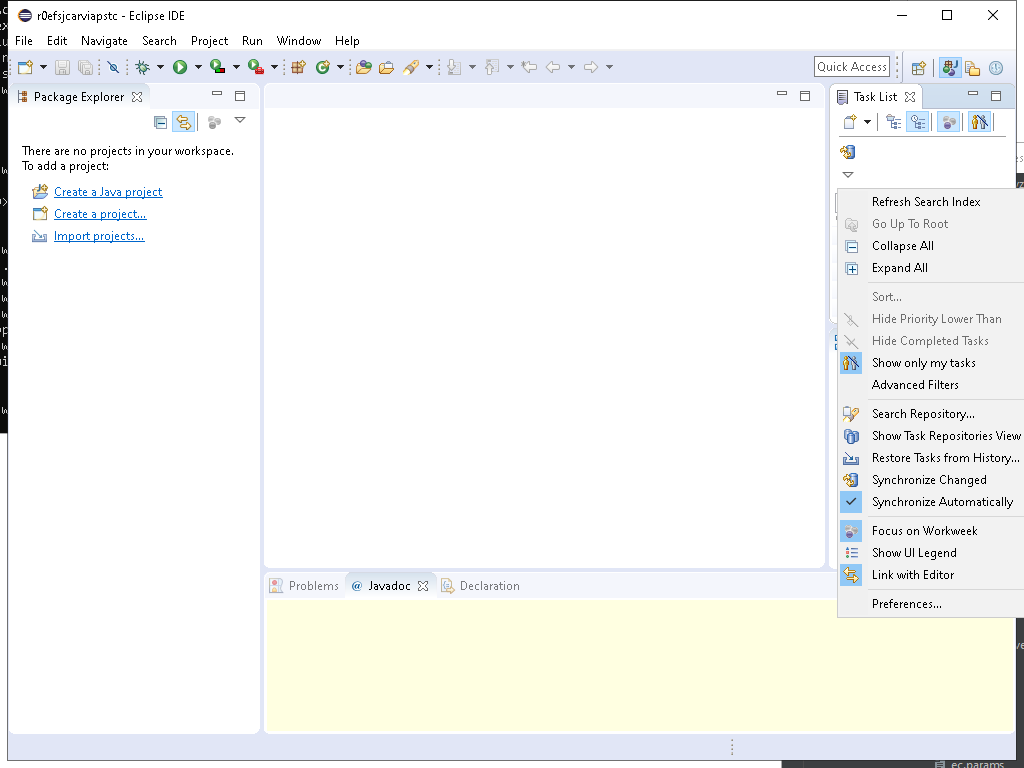 r0efsjcarviapstc - Eclipse IDE
File Edit Navigate Search Project Run Window Help
Quick Access
Package Explorer
Task List
There are no projects in your workspace.
To add a project:
Create a Java project
Create a project...
Import projects...
Refresh Search Index
Go Up To Root
Collapse All
Expand All
Sort...
Hide Priority Lower Than
Hide Completed Tasks
Show only my tasks
Advanced Filters
Search Repository...
Show Task Repositories View
Restore Tasks from History...
Synchronize Changed
Synchronize Automatically
Focus on Workweek
Show UI Legend
Link with Editor
Preferences...
Problems @ Javadoc Declaration
ec.params